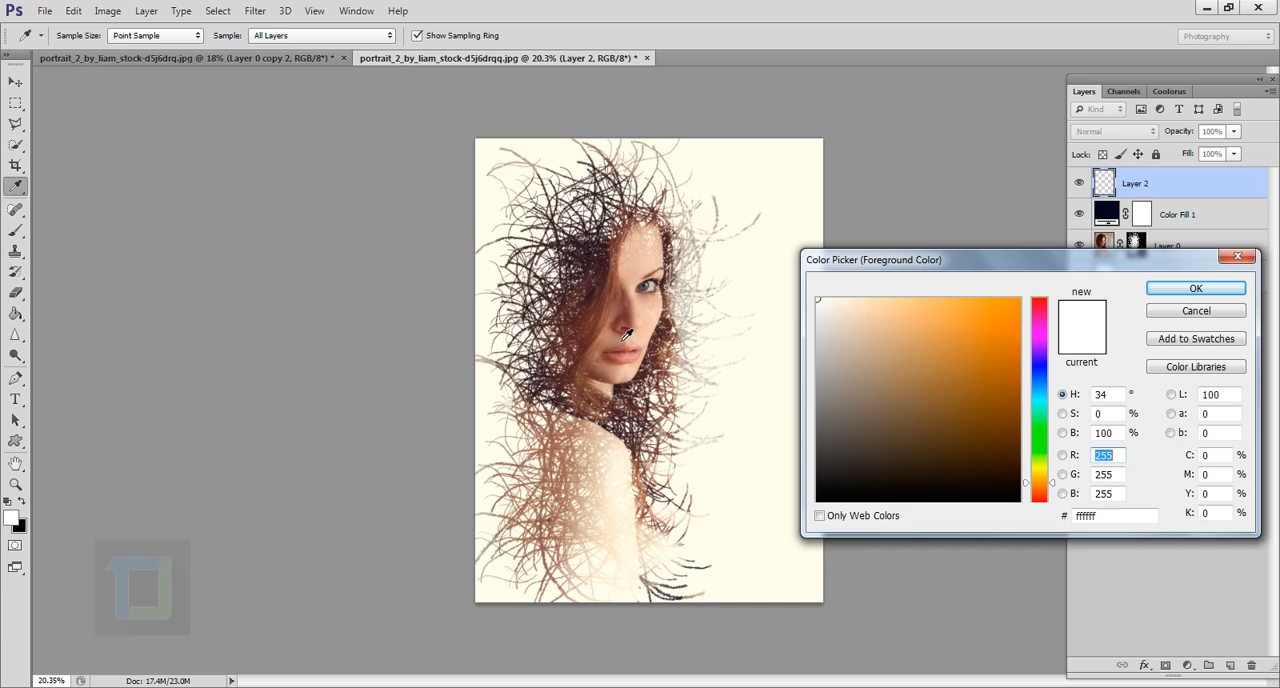 Ps File Edit Image Layer Type Select Filter 3D View Window Help
Sample Size: Point Sample Sample: All Layers Show Sampling Ring Photography
portrait_2_by_liam_stock-d5j6drq.jpg @ 18% (Layer 0 copy 2, RGB/8*) * × portrait_2_by_liam_stock-d5j6drqq.jpg @ 20.3% (Layer 2, RGB/8*) * ×
Layers Channels Coolorus
Kind
Normal Opacity: 100%
Lock: Fill: 100%
Layer 2
Color Fill 1
Layer 0
Color Picker (Foreground Color)
new
OK
Cancel
Add to Swatches
current
Color Libraries
H: 34 ° L: 100
S: 0 % a: 0
B: 100 % b: 0
R: 255 C: 0 %
G: 255 M: 0 %
B: 255 Y: 0 %
Only Web Colors # ffffff K: 0 %
20.35% Doc: 17.4M/23.0M